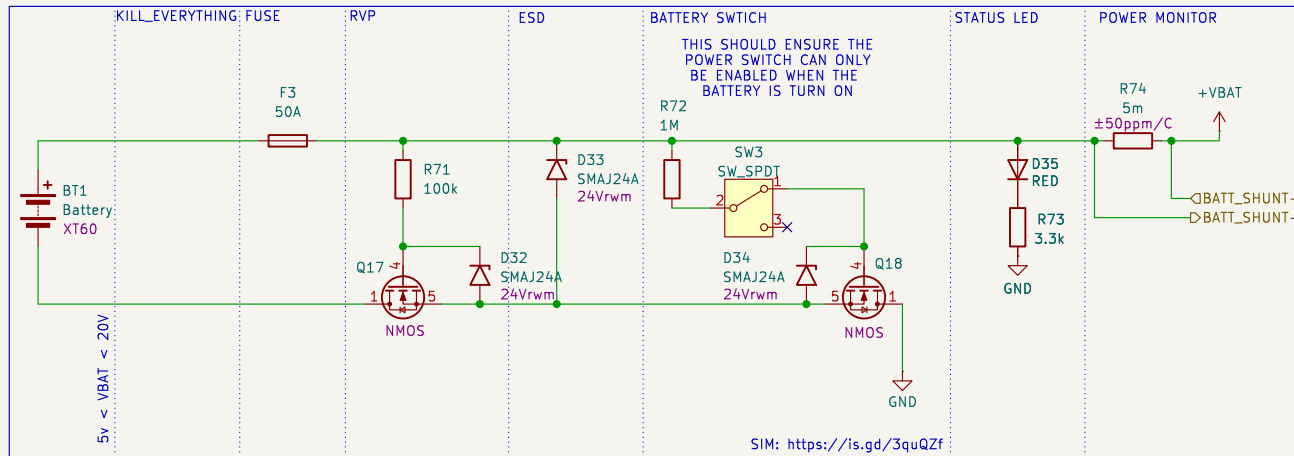 KILL_EVERYTHING
FUSE
RVP
ESD
BATTERY SWTICH
STATUS LED
POWER MONITOR
THIS SHOULD ENSURE THE
POWER SWITCH CAN ONLY
BE ENABLED WHEN THE
BATTERY IS TURN ON
F3
50A
R72
1M
R74
5m
±50ppm/C
+VBAT
BT1
Battery
XT60
R71
100k
D33
SMAJ24A
24Vrwm
SW3
SW_SPDT
1
2
3
D35
RED
BATT_SHUNT-
BATT_SHUNT-
R73
3.3k
GND
Q17
4
1
5
NMOS
D32
SMAJ24A
24Vrwm
D34
SMAJ24A
24Vrwm
Q18
4
5
1
NMOS
GND
5v < VBAT < 20V
SIM: https://is.gd/3quQZf